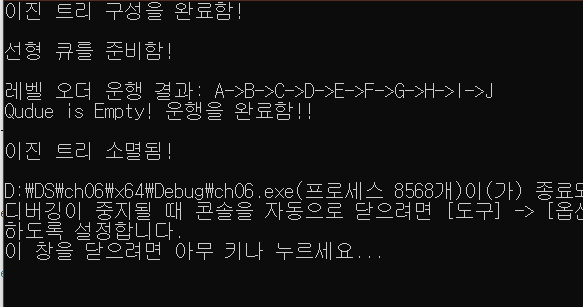 이진 트리 구성을 완료함!
선형 큐를 준비함!
레벨 오더 운행 결과: A->B->C->D->E->F->G->H->I->J
Qudue is Empty! 운행을 완료함!!
이진 트리 소멸됨!
D:₩DS₩ch06₩x64₩Debug₩ch06.exe(프로세스 8568개)이(가) 종료되
디버깅이 중지될 때 콘솔을 자동으로 닫으려면 [도구] -> [옵션
하도록 설정합니다.
이 창을 닫으려면 아무 키나 누르세요...